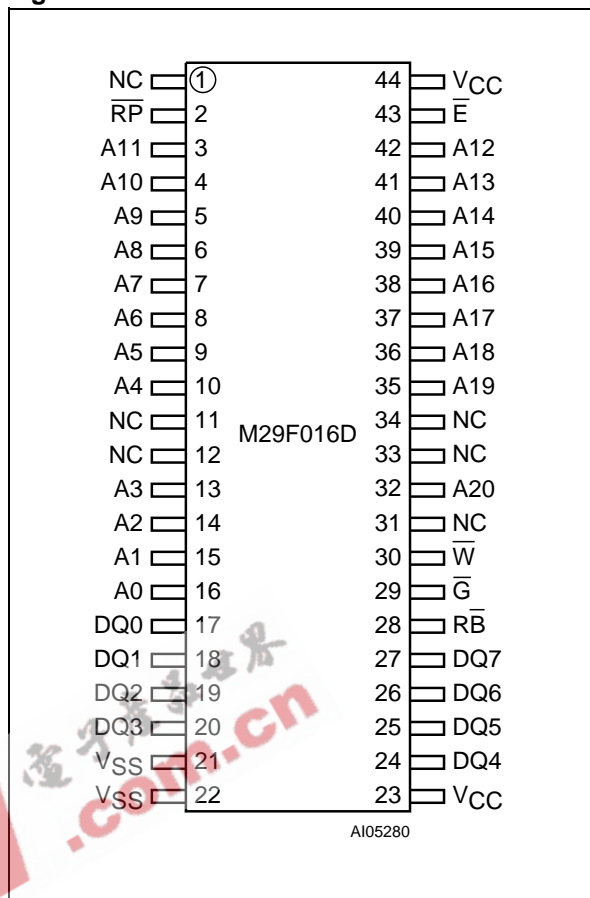 NC 1 44 VCC
R̅P̅ 2 43 E̅
A11 3 42 A12
A10 4 41 A13
A9 5 40 A14
A8 6 39 A15
A7 7 38 A16
A6 8 37 A17
A5 9 36 A18
A4 10 35 A19
NC 11 34 NC
M29F016D
NC 12 33 NC
A3 13 32 A20
A2 14 31 NC
A1 15 30 W̅
A0 16 29 G̅
DQ0 17 28 RB̅
DQ1 18 27 DQ7
DQ2 19 26 DQ6
DQ3 20 25 DQ5
VSS 21 24 DQ4
VSS 22 23 VCC
AI05280
.com.cn